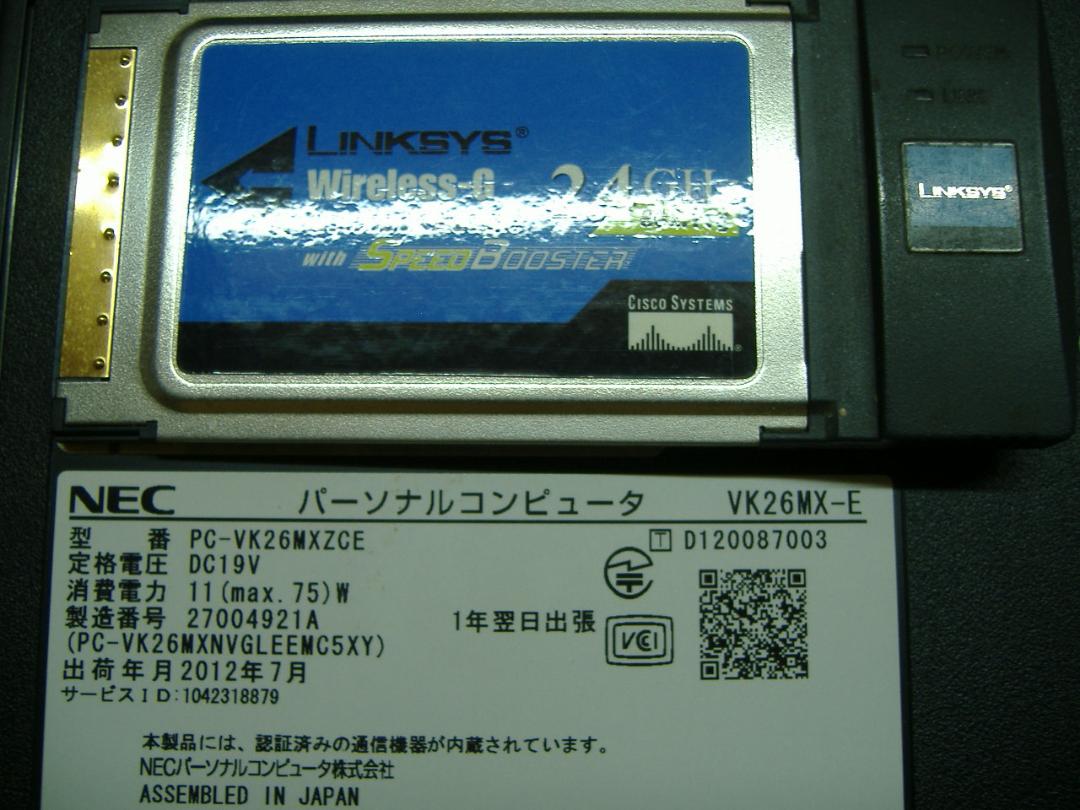 LINKSYS®
Wireless-G 2.4 GHz
with SPEEDBOOSTER
CISCO SYSTEMS
LINKSYS®
NEC パーソナルコンピュータ VK26MX-E
型 番 PC-VK26MXZCE
T D120087003
定格電圧 DC19V
消費電力 11(max.75)W
製造番号 27004921A
1年翌日出張
VCI
(PC-VK26MXNVGLEEMC5XY)
出荷年月2012年7月
サービスID:1042318879
本製品には、認証済みの通信機器が内蔵されています。
NECパーソナルコンピュータ株式会社
ASSEMBLED IN JAPAN